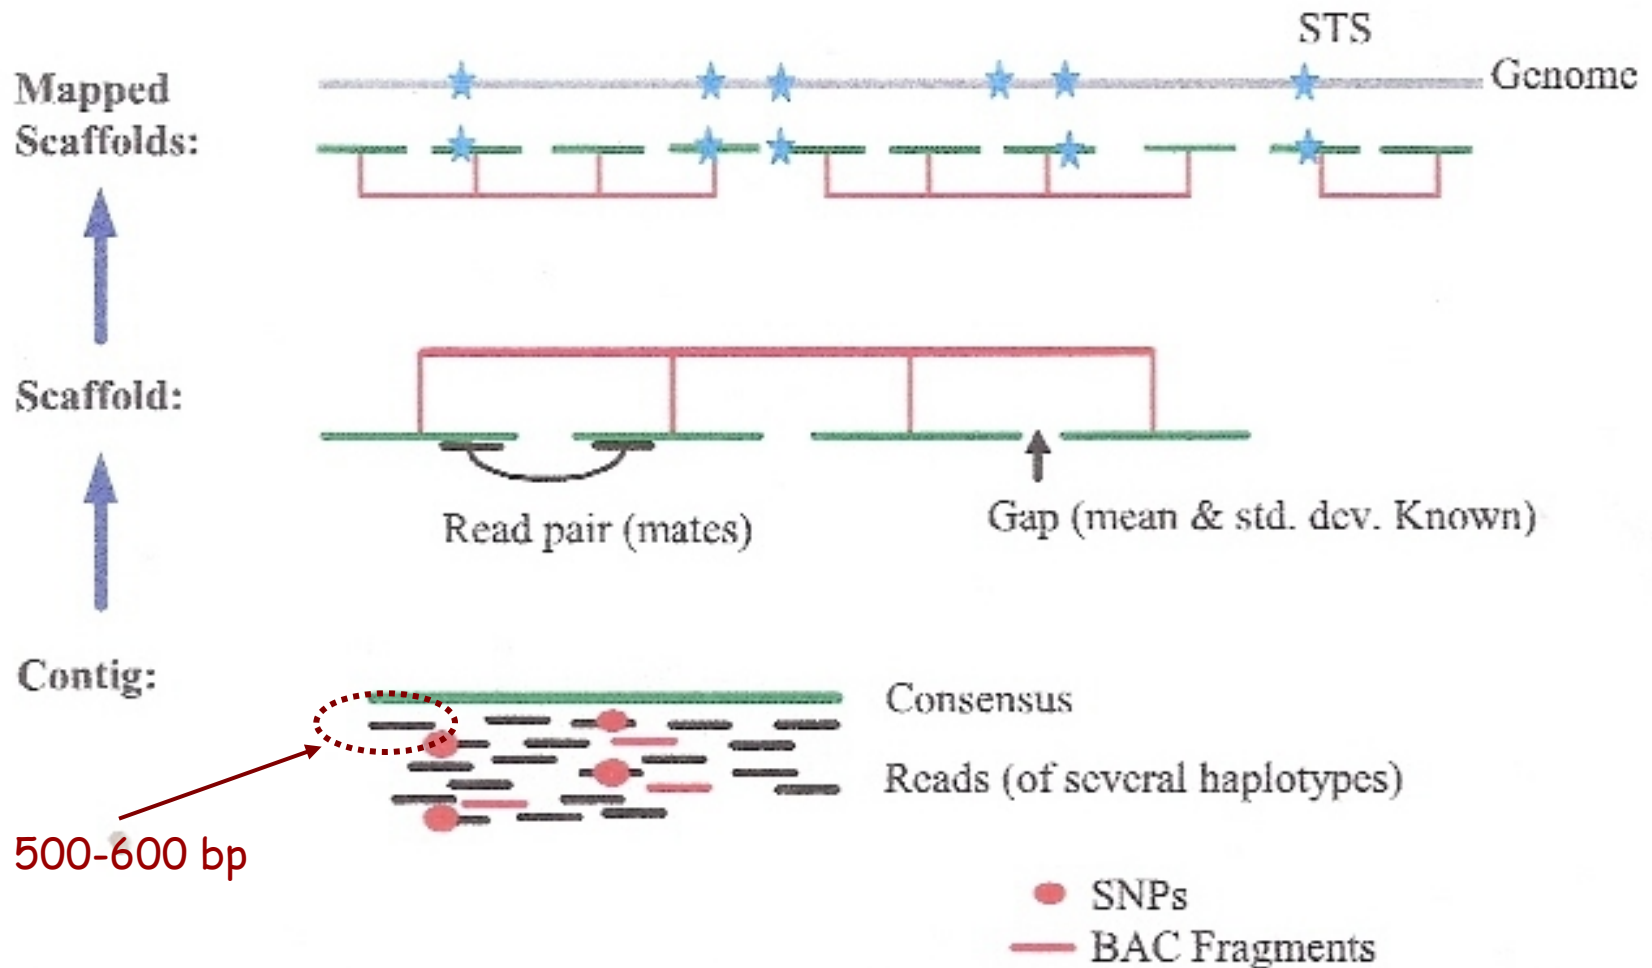 STS
Genome
Mapped
Scaffolds:
Scaffold:
Read pair (mates)
Gap (mean & std. dev. Known)
Contig:
Consensus
Reads (of several haplotypes)
500-600 bp
SNPs
BAC Fragments